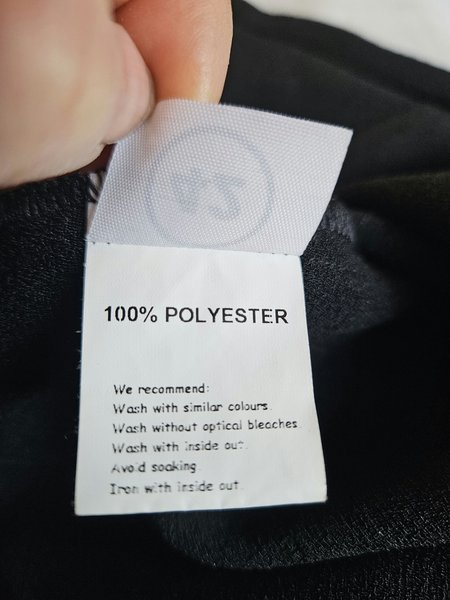 100% POLYESTER
We recommend:
Wash with similar colours.
Wash without optical bleaches
Wash with inside out.
Avoid soaking.
Iron with inside out.